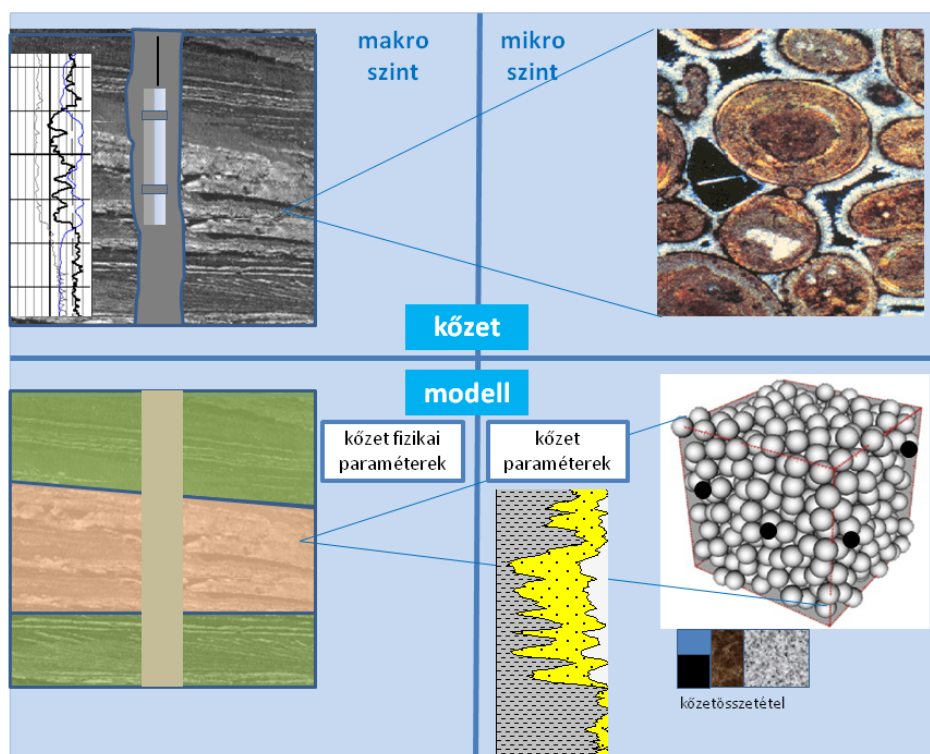 makro
szint
mikro
szint
kőzet
modell
kőzet fizikai
paraméterek
kőzet
paraméterek
kőzetösszetétel